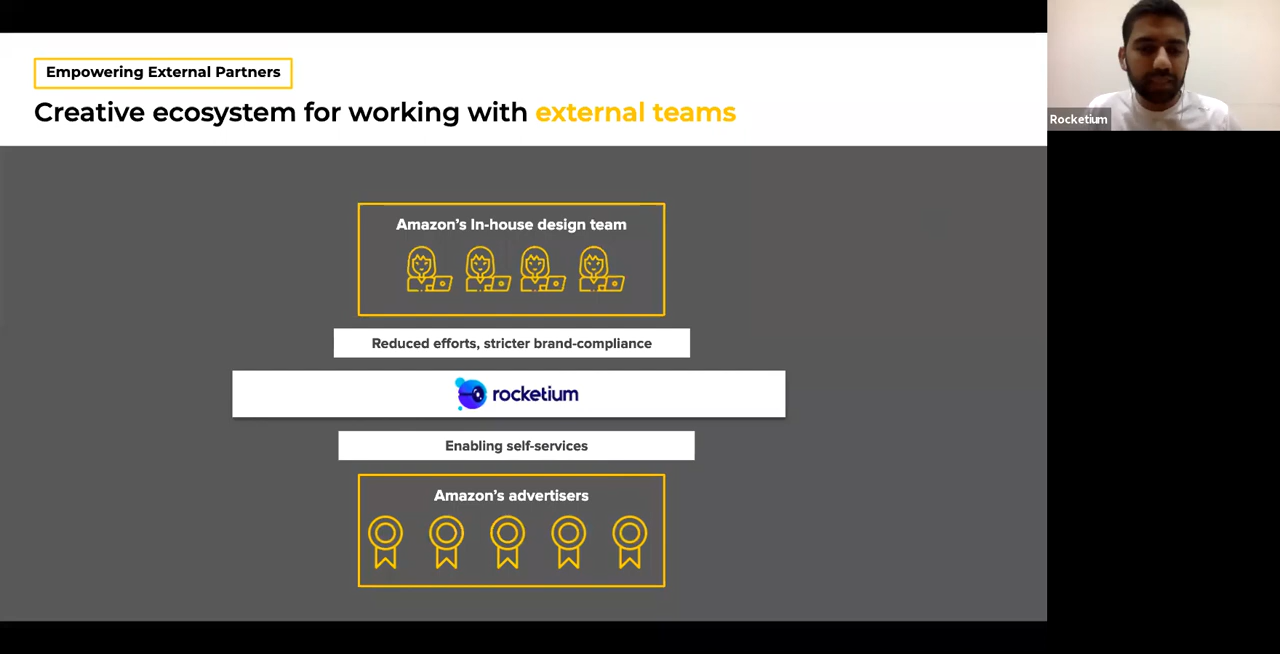 Empowering External Partners
Creative ecosystem for working with external teams
Rocketium
Amazon’s In-house design team
Reduced efforts, stricter brand-compliance
rocketium
Enabling self-services
Amazon’s advertisers